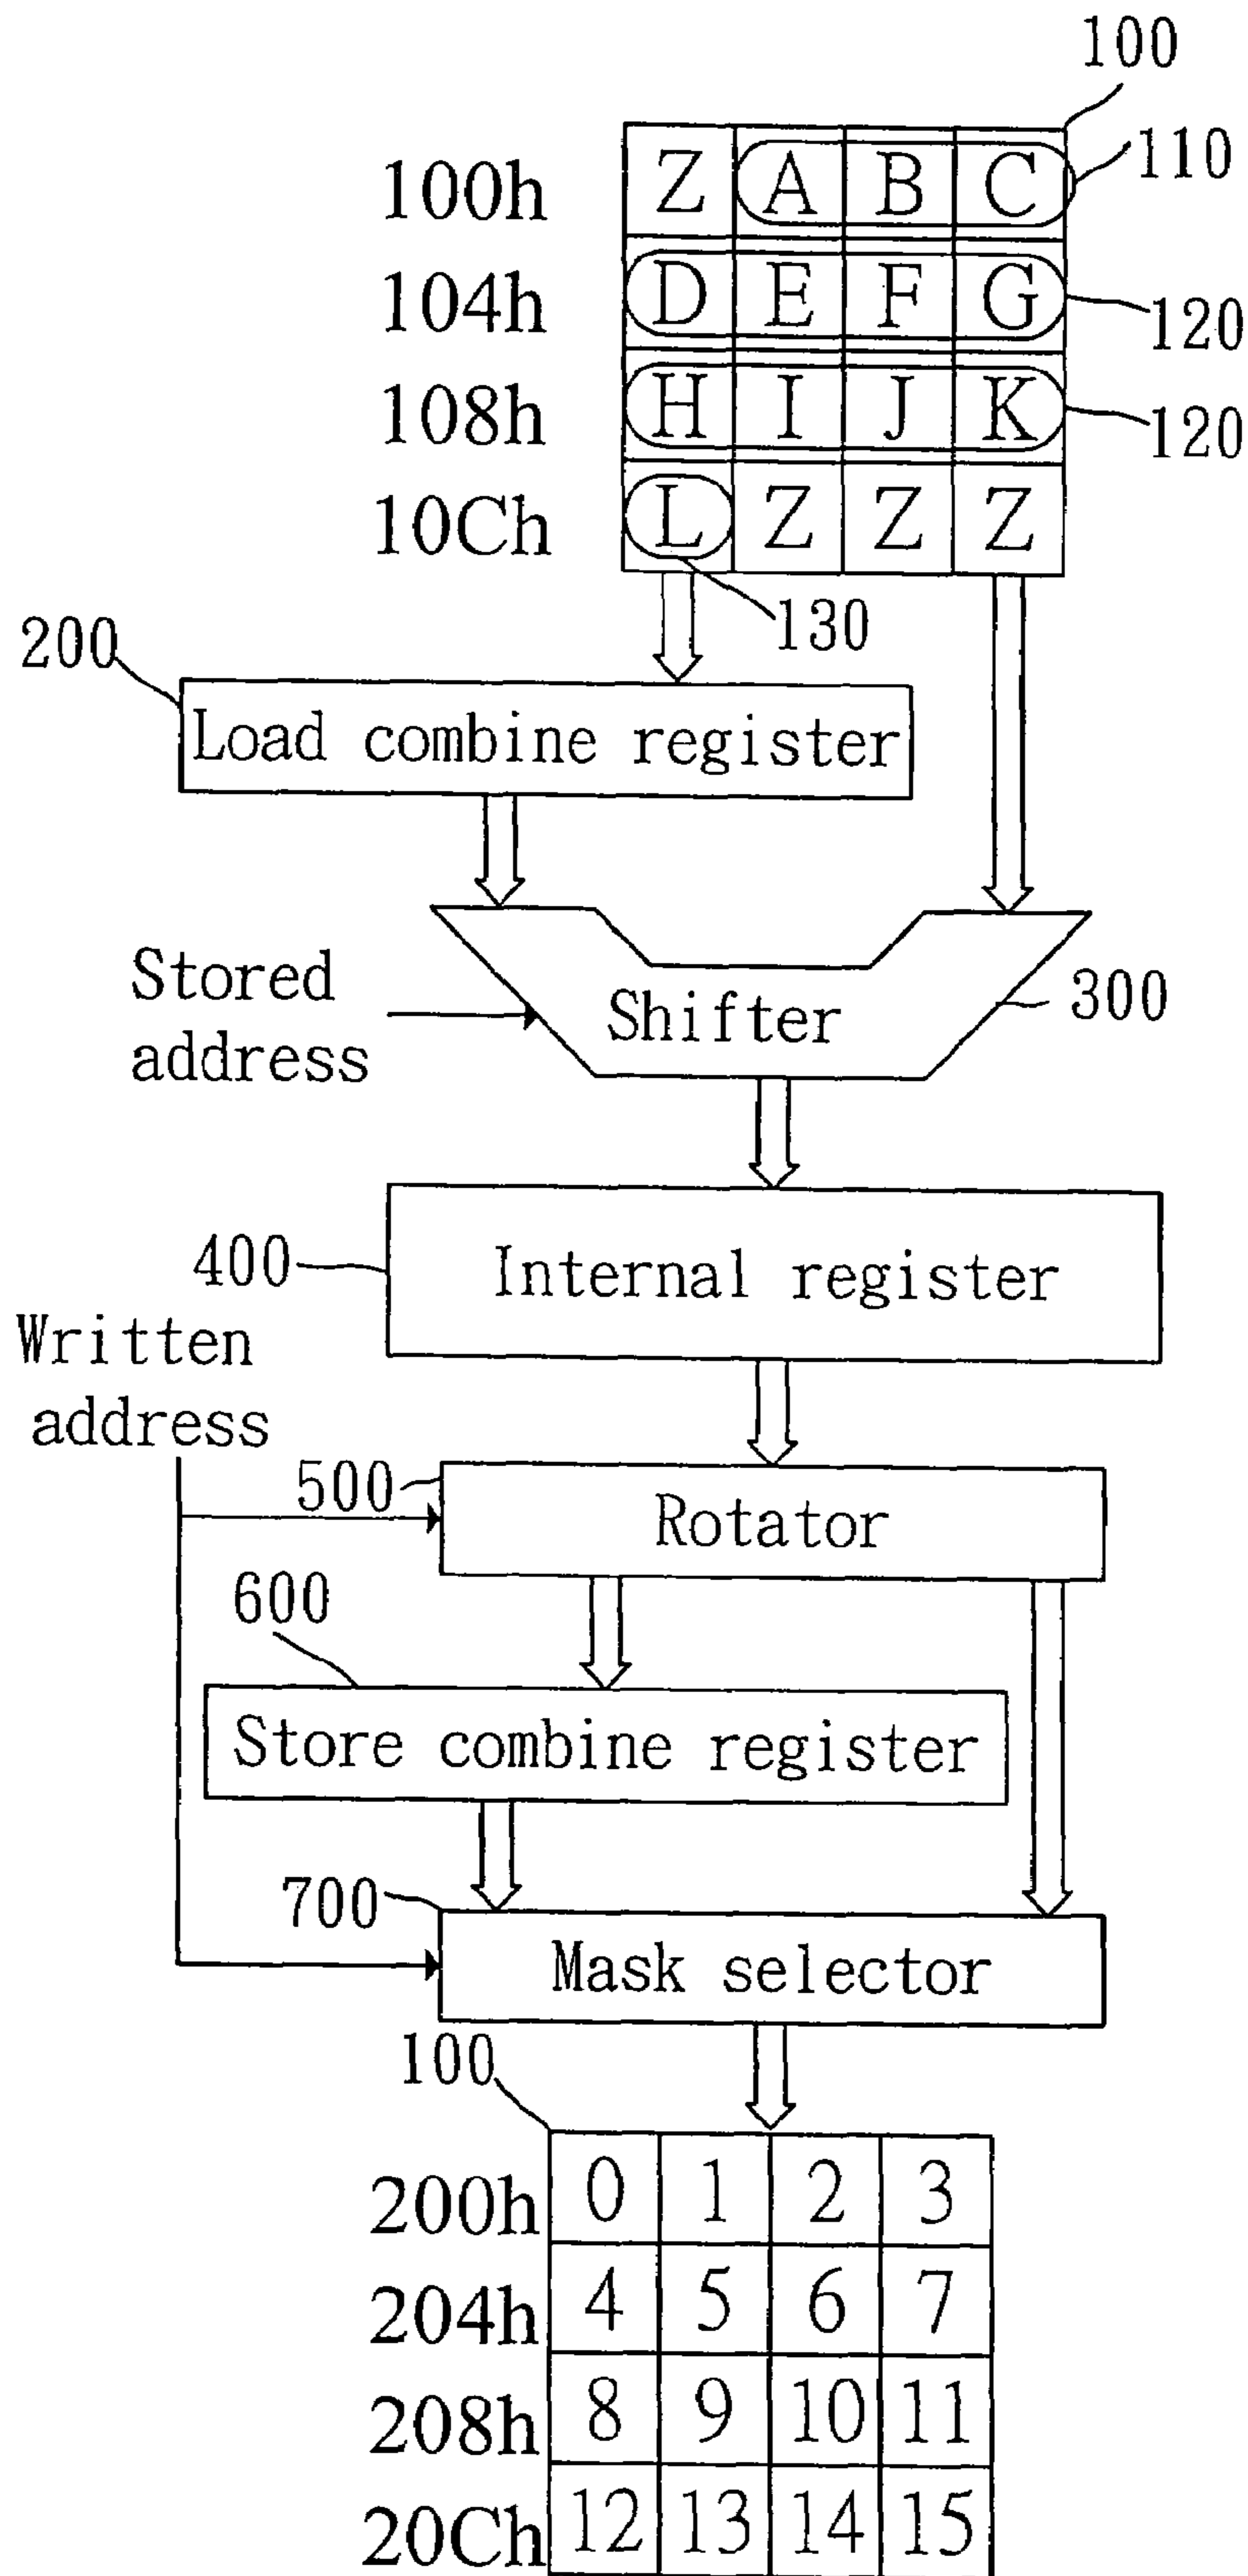 100
100h Z A B C 110
104h D E F G 120
108h H I J K 120
10Ch L Z Z Z
130
200
Load combine register
Stored
address
Shifter 300
400 Internal register
Written
address
500 Rotator
600
Store combine register
700
Mask selector
100
200h 0 1 2 3
204h 4 5 6 7
208h 8 9 10 11
20Ch 12 13 14 15